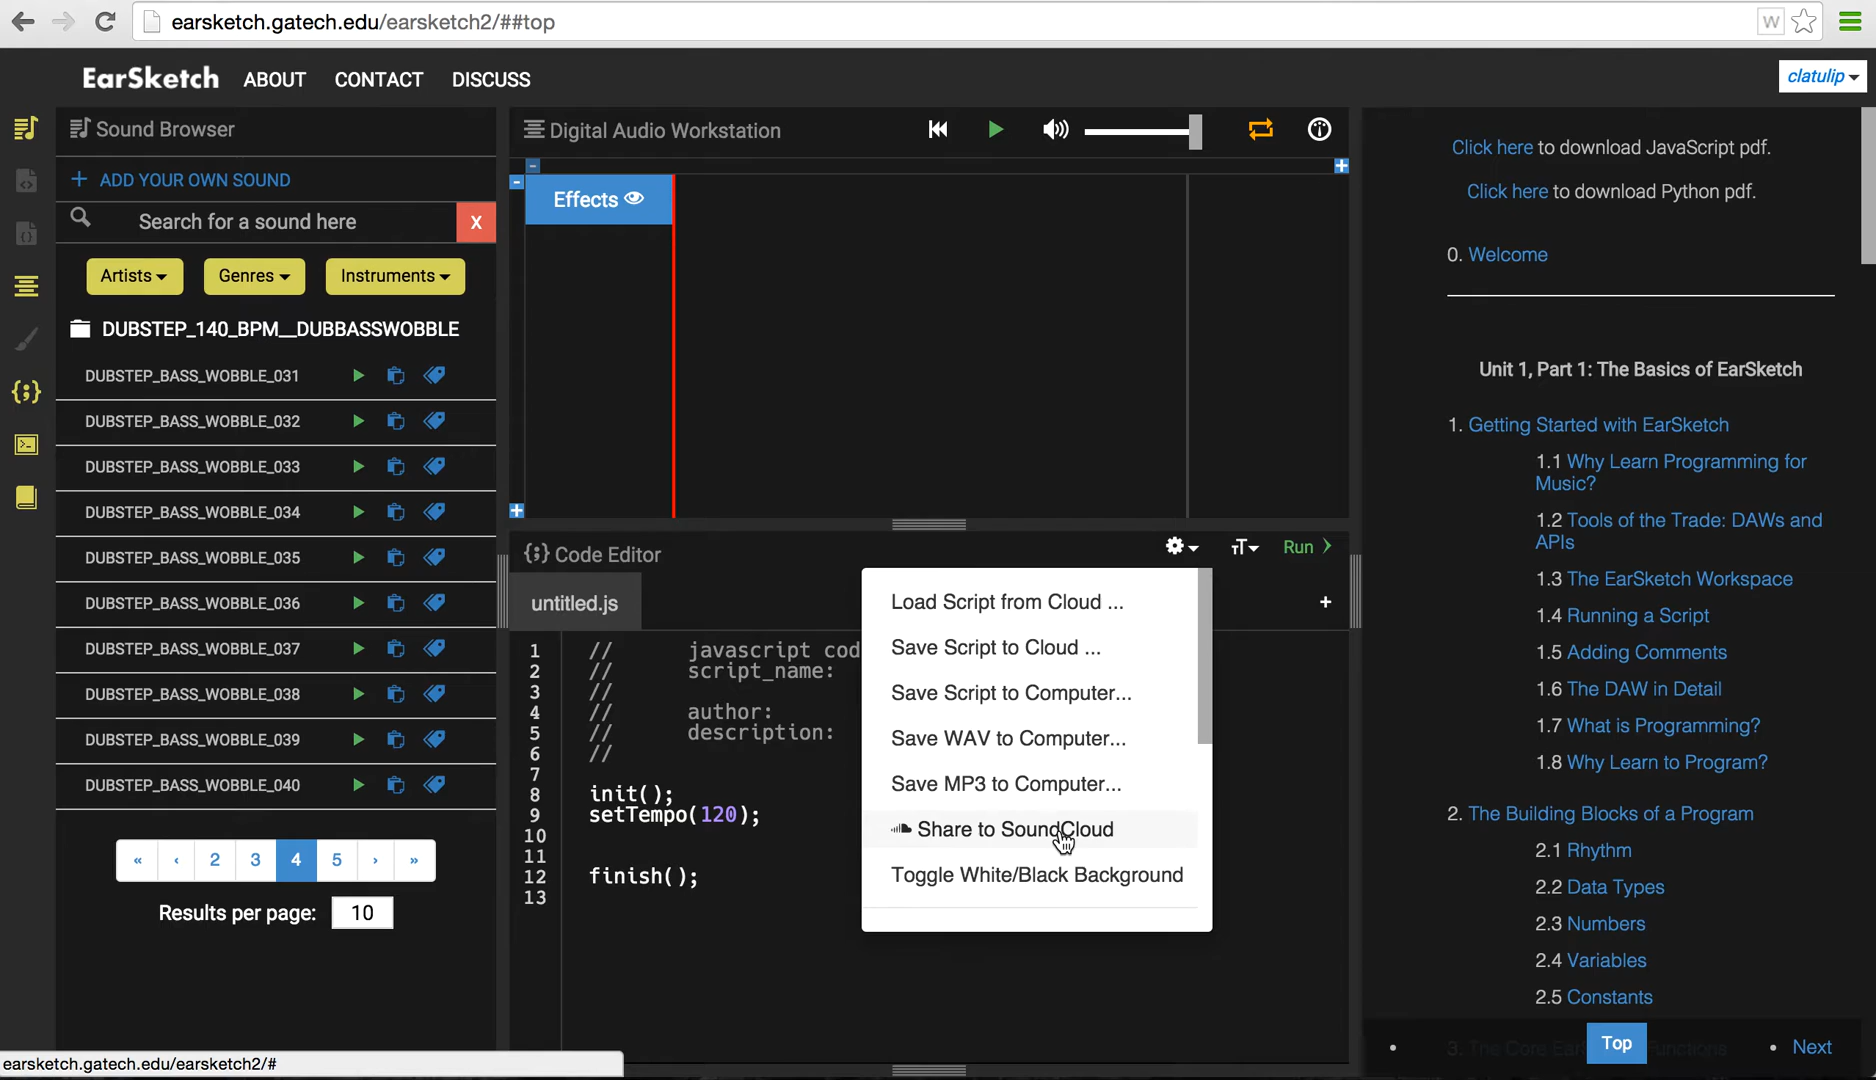 earsketch.gatech.edu/earsketch2/##top
W
EarSketch ABOUT CONTACT DISCUSS
clatulip
Sound Browser
+ ADD YOUR OWN SOUND
Search for a sound here X
Artists Genres Instruments
DUBSTEP_140_BPM__DUBBASSWOBBLE
DUBSTEP_BASS_WOBBLE_031
DUBSTEP_BASS_WOBBLE_032
DUBSTEP_BASS_WOBBLE_033
DUBSTEP_BASS_WOBBLE_034
DUBSTEP_BASS_WOBBLE_035
DUBSTEP_BASS_WOBBLE_036
DUBSTEP_BASS_WOBBLE_037
DUBSTEP_BASS_WOBBLE_038
DUBSTEP_BASS_WOBBLE_039
DUBSTEP_BASS_WOBBLE_040
« ‹ 2 3 4 5 › »
Results per page: 10
earsketch.gatech.edu/earsketch2/#
Digital Audio Workstation
Effects
{;} Code Editor
Run
untitled.js
+
1 // javascript cod
2 // script_name:
3 //
4 // author:
5 // description:
6 //
7
8 init();
9 setTempo(120);
10
11
12 finish();
13
Load Script from Cloud ...
Save Script to Cloud ...
Save Script to Computer...
Save WAV to Computer...
Save MP3 to Computer...
Share to SoundCloud
Toggle White/Black Background
Click here to download JavaScript pdf.
Click here to download Python pdf.
0. Welcome
Unit 1, Part 1: The Basics of EarSketch
1. Getting Started with EarSketch
1.1 Why Learn Programming for
Music?
1.2 Tools of the Trade: DAWs and
APIs
1.3 The EarSketch Workspace
1.4 Running a Script
1.5 Adding Comments
1.6 The DAW in Detail
1.7 What is Programming?
1.8 Why Learn to Program?
2. The Building Blocks of a Program
2.1 Rhythm
2.2 Data Types
2.3 Numbers
2.4 Variables
2.5 Constants
3. The Core Ear
Top
• Next